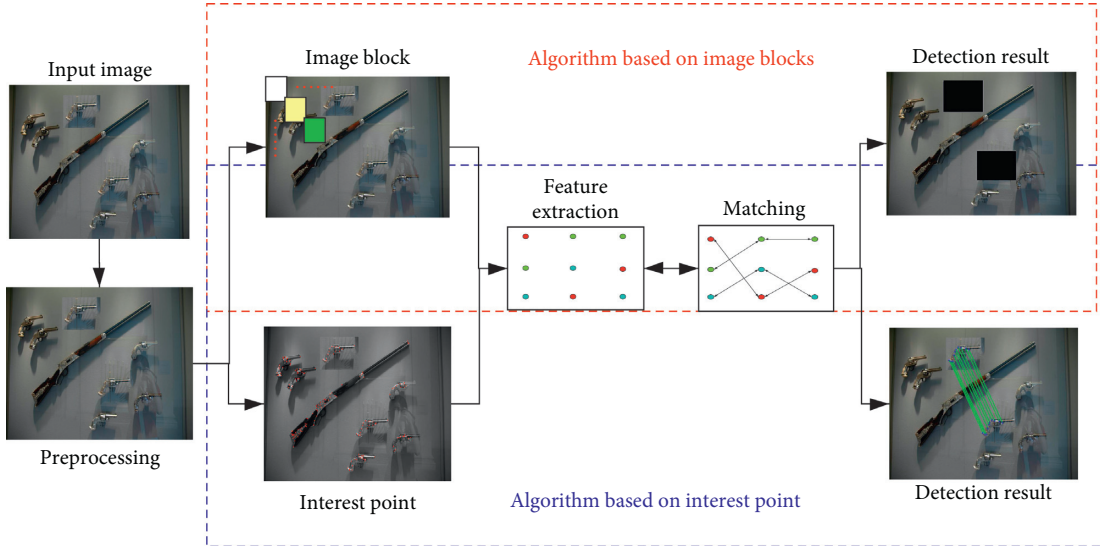 Input image
Image block
Algorithm based on image blocks
Detection result
Feature
extraction
Matching
Preprocessing
Interest point
Algorithm based on interest point
Detection result